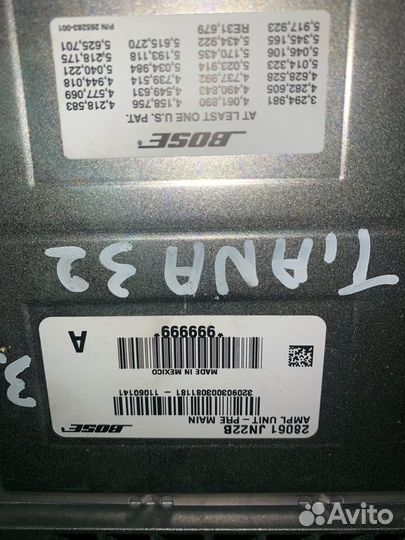 BOSE
28061 JN22B
AMPL UNIT-PRE MAIN
320903003081181 - 11060141
MADE IN MEXICO
*999999*
A
TIANA 32
BOSE
AT LEAST ONE U.S. PAT.
3,294,981 4,061,890 4,158,756 4,218,583
4,282,605 4,490,843 4,549,631 4,577,069
4,628,528 4,737,992 4,739,514 4,944,018
5,014,323 5,023,914 5,034,984 5,040,221
5,046,106 5,170,435 5,193,118 5,218,175
5,345,165 5,434,922 5,615,270 5,625,701
5,917,923 RE31,679 P/N 265283-001
Avito